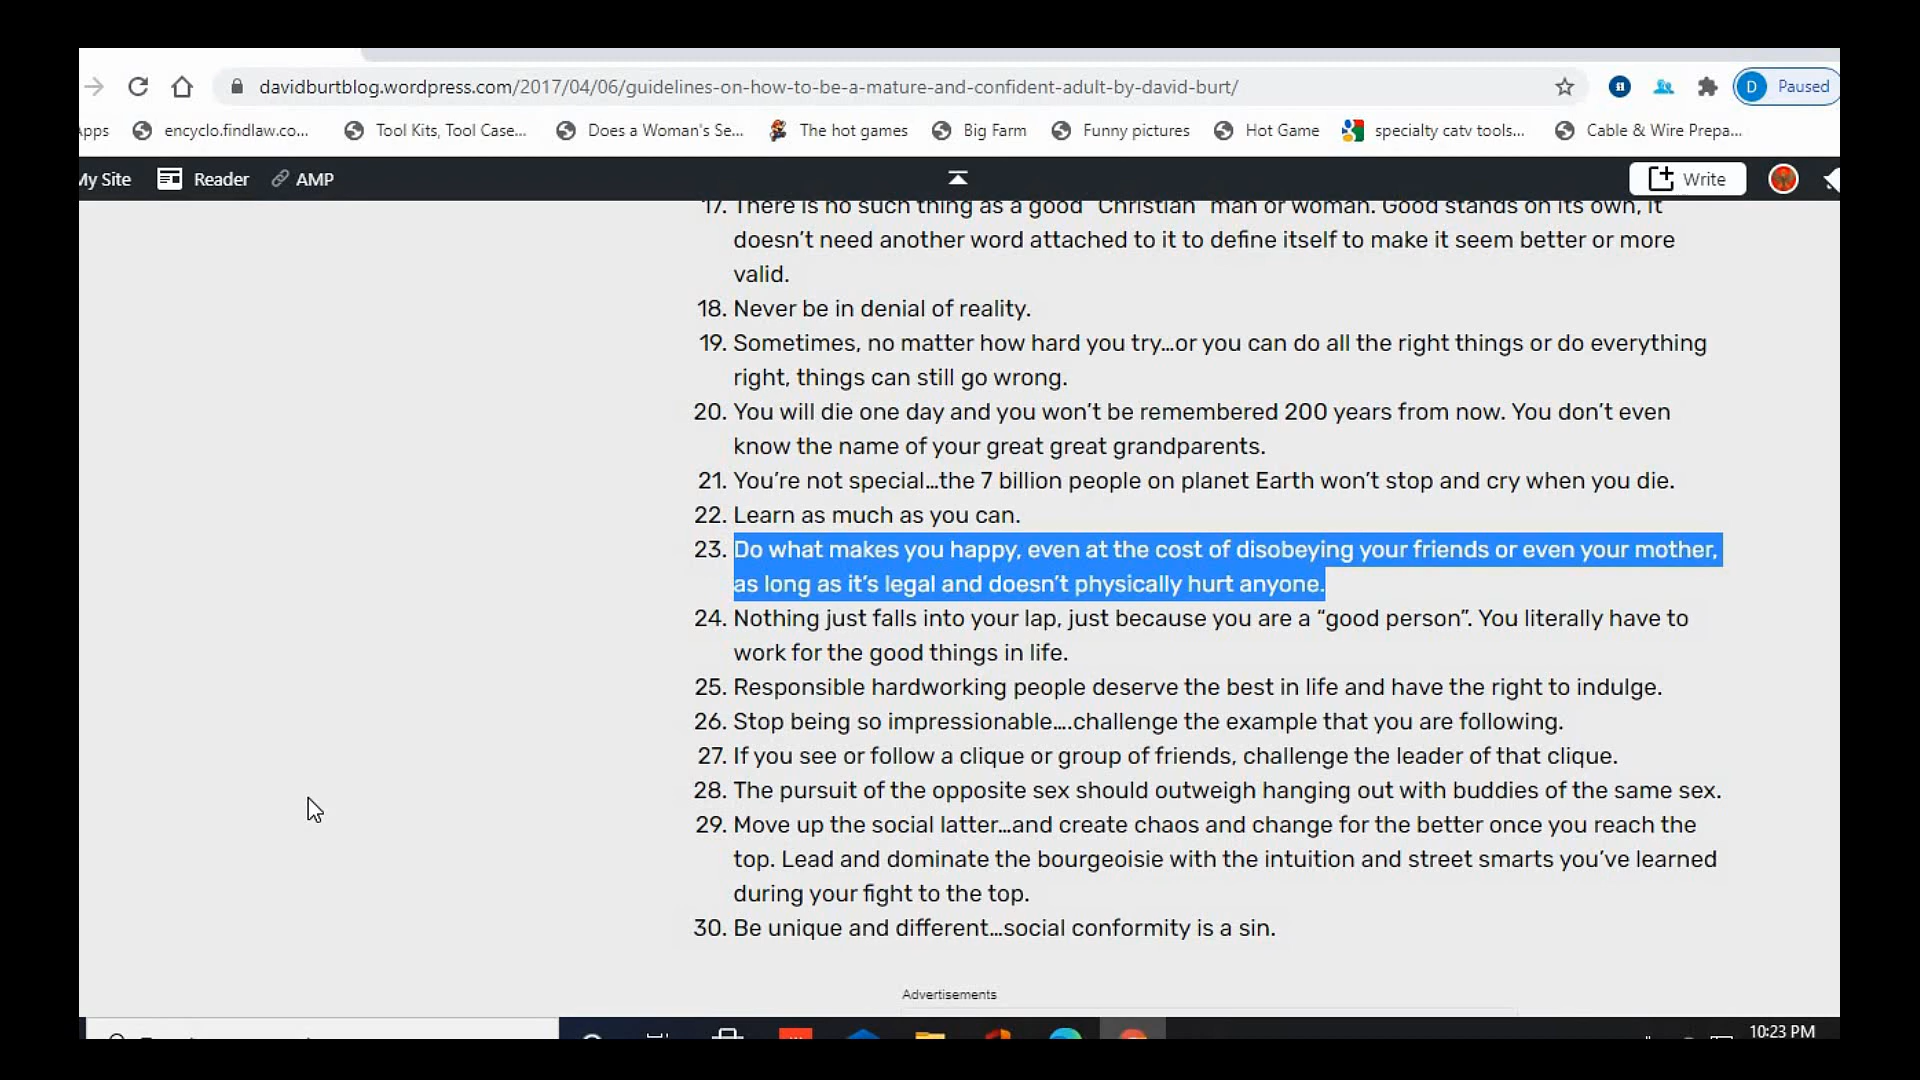 davidburtblog.wordpress.com/2017/04/06/guidelines-on-how-to-be-a-mature-and-confident-adult-by-david-burt/
D Paused
encyclo.findlaw.co... Tool Kits, Tool Case... Does a Woman's Se... The hot games Big Farm Funny pictures Hot Game specialty catv tools... Cable & Wire Prepa...
My Site Reader AMP Write
17. There is no such thing as a good “Christian” man or woman. Good stands on its own, it
doesn’t need another word attached to it to define itself to make it seem better or more
valid.
18. Never be in denial of reality.
19. Sometimes, no matter how hard you try…or you can do all the right things or do everything
right, things can still go wrong.
20. You will die one day and you won’t be remembered 200 years from now. You don’t even
know the name of your great great grandparents.
21. You’re not special…the 7 billion people on planet Earth won’t stop and cry when you die.
22. Learn as much as you can.
23. Do what makes you happy, even at the cost of disobeying your friends or even your mother,
as long as it’s legal and doesn’t physically hurt anyone.
24. Nothing just falls into your lap, just because you are a “good person”. You literally have to
work for the good things in life.
25. Responsible hardworking people deserve the best in life and have the right to indulge.
26. Stop being so impressionable….challenge the example that you are following.
27. If you see or follow a clique or group of friends, challenge the leader of that clique.
28. The pursuit of the opposite sex should outweigh hanging out with buddies of the same sex.
29. Move up the social latter…and create chaos and change for the better once you reach the
top. Lead and dominate the bourgeoisie with the intuition and street smarts you’ve learned
during your fight to the top.
30. Be unique and different…social conformity is a sin.
Advertisements
10:23 PM